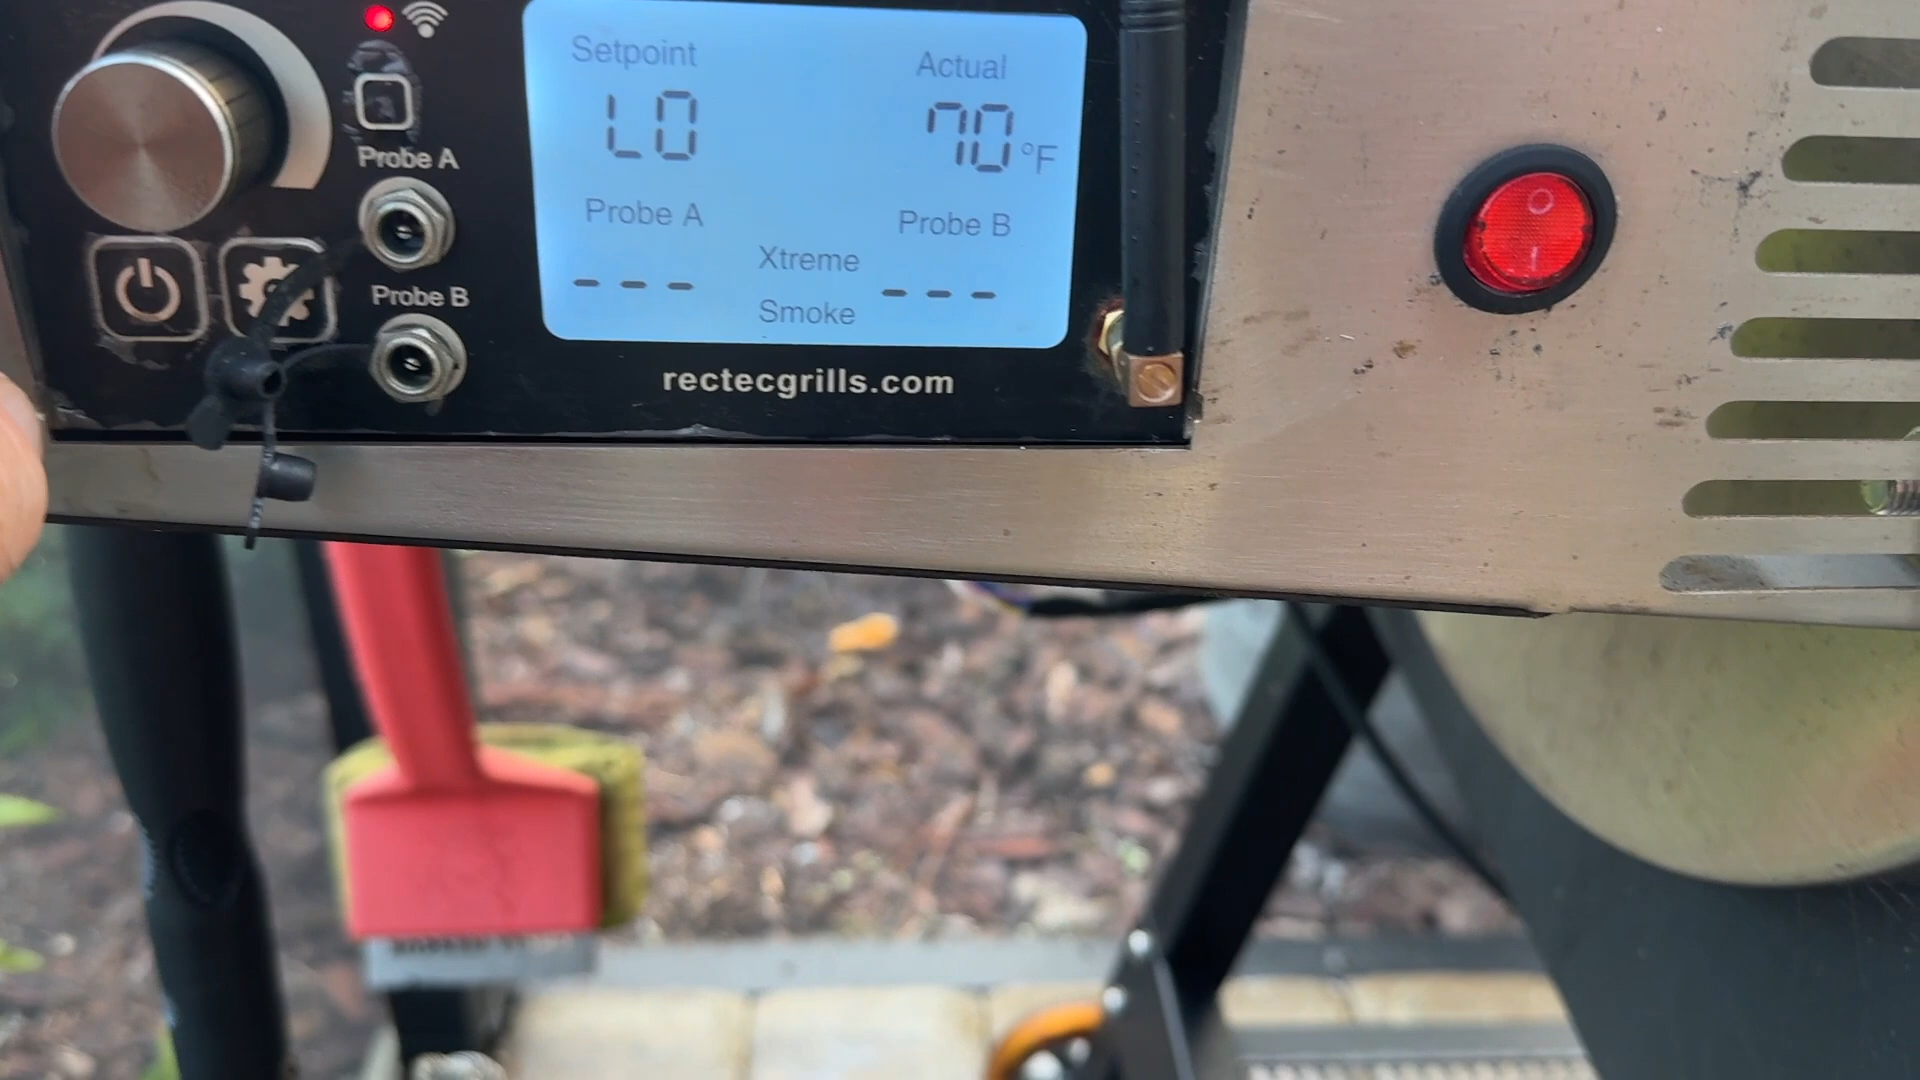 Setpoint Actual
LO 70 °F
Probe A
Probe A Probe B
Xtreme
--- ---
Probe B
Smoke
rectecgrills.com